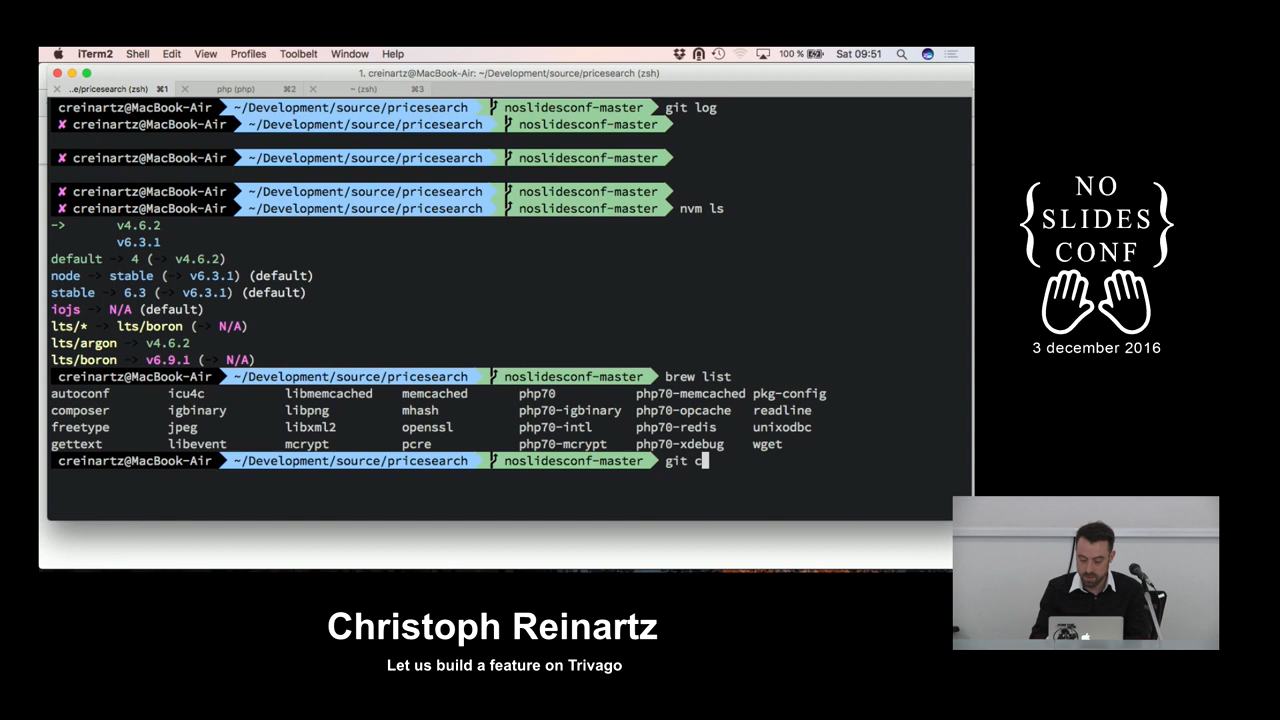 iTerm2 Shell Edit View Profiles Toolbelt Window Help 100 % Sat 09:51
1. creinartz@MacBook-Air: ~/Development/source/pricesearch (zsh)
..e/pricesearch (zsh) ⌘1 php (php) ⌘2 ~ (zsh) ⌘3
creinartz@MacBook-Air ~/Development/source/pricesearch noslidesconf-master git log
✘ creinartz@MacBook-Air ~/Development/source/pricesearch noslidesconf-master
✘ creinartz@MacBook-Air ~/Development/source/pricesearch noslidesconf-master
✘ creinartz@MacBook-Air ~/Development/source/pricesearch noslidesconf-master
✘ creinartz@MacBook-Air ~/Development/source/pricesearch noslidesconf-master nvm ls
-> v4.6.2
v6.3.1
default -> 4 (-> v4.6.2)
node -> stable (-> v6.3.1) (default)
stable -> 6.3 (-> v6.3.1) (default)
iojs -> N/A (default)
lts/* -> lts/boron (-> N/A)
lts/argon -> v4.6.2
lts/boron -> v6.9.1 (-> N/A)
creinartz@MacBook-Air ~/Development/source/pricesearch noslidesconf-master brew list
autoconf icu4c libmemcached memcached php70 php70-memcached pkg-config
composer igbinary libpng mhash php70-igbinary php70-opcache readline
freetype jpeg libxml2 openssl php70-intl php70-redis unixodbc
gettext libevent mcrypt pcre php70-mcrypt php70-xdebug wget
creinartz@MacBook-Air ~/Development/source/pricesearch noslidesconf-master git c
NO
SLIDES
CONF
3 december 2016
Christoph Reinartz
Let us build a feature on Trivago